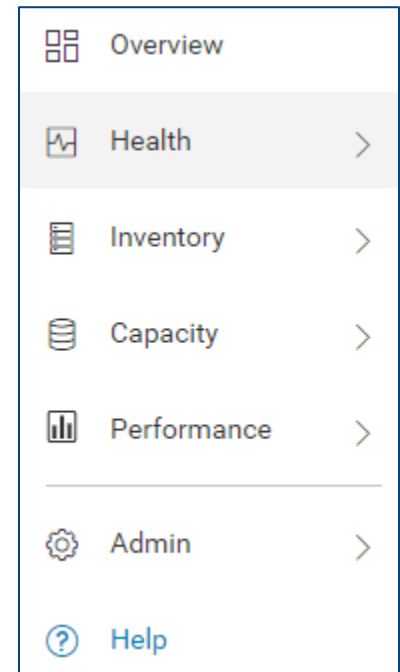 Overview
Health
Inventory
Capacity
Performance
Admin
Help